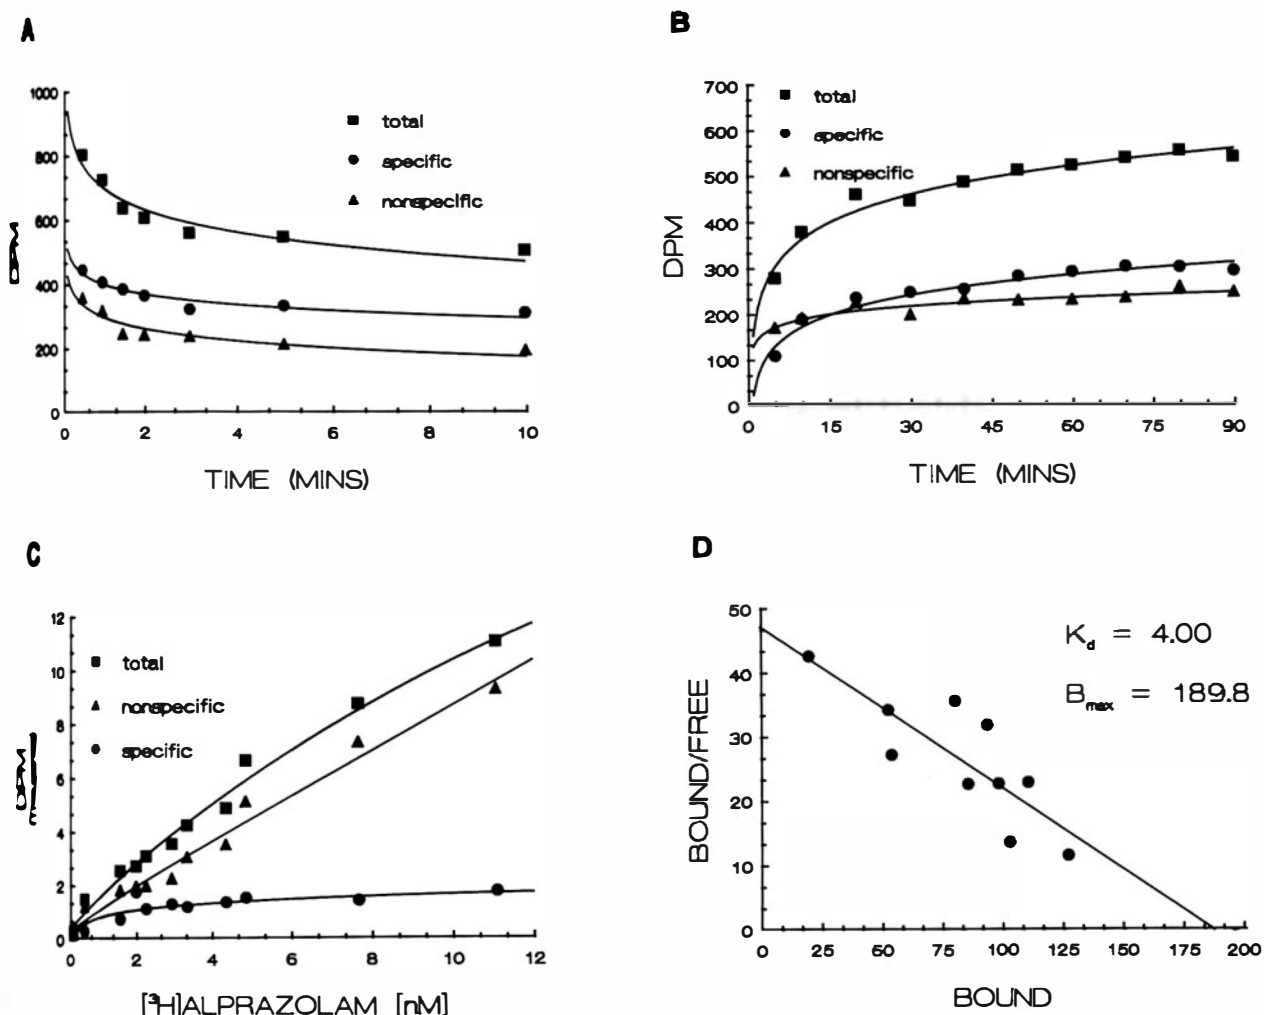 A
1000
800
600
400
200
0
DPM
total
specific
nonspecific
0 2 4 6 8 10
TIME (MINS)
B
700
600
500
400
300
200
100
0
DPM
total
specific
nonspecific
0 15 30 45 60 75 90
TIME (MINS)
C
12
10
8
6
4
2
0
DPM
total
nonspecific
specific
0 2 4 6 8 10 12
[³H]ALPRAZOLAM [nM]
D
50
40
30
20
10
0
BOUND/FREE
K_d = 4.00
B_max = 189.8
0 25 50 75 100 125 150 175 200
BOUND